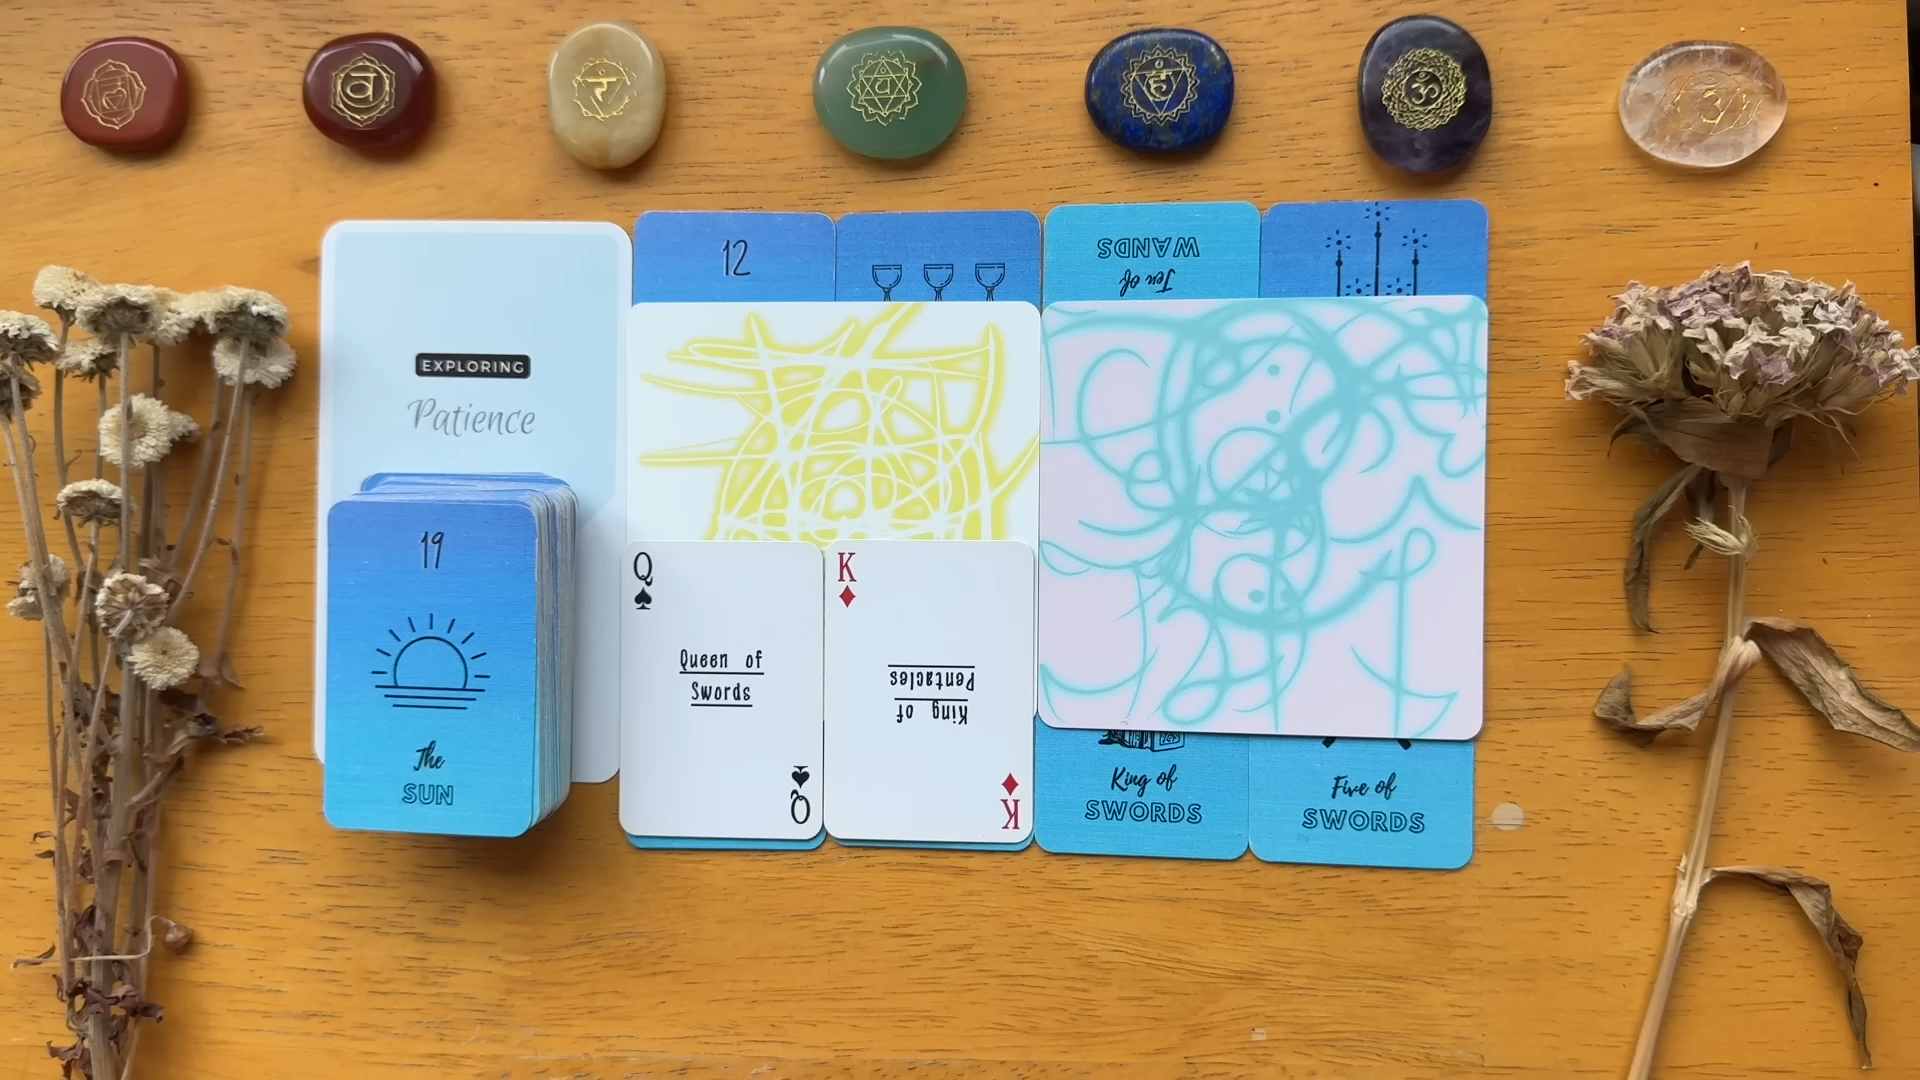 12
Ten of
WANDS
EXPLORING
Patience
19
The
SUN
Q
Queen of
Swords
Q
K
King of
Pentacles
K
King of
SWORDS
Five of
SWORDS